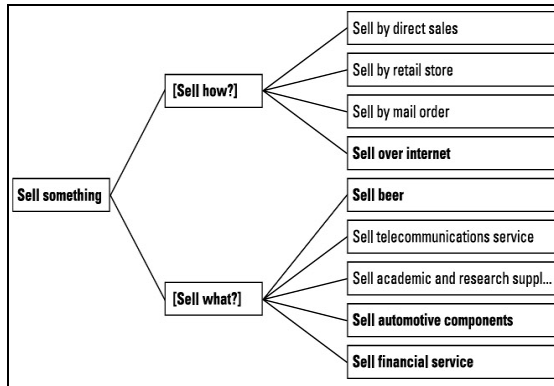 Sell by direct sales
Sell by retail store
[Sell how?]
Sell by mail order
Sell over internet
Sell something
Sell beer
Sell telecommunications service
[Sell what?]
Sell academic and research suppl...
Sell automotive components
Sell financial service